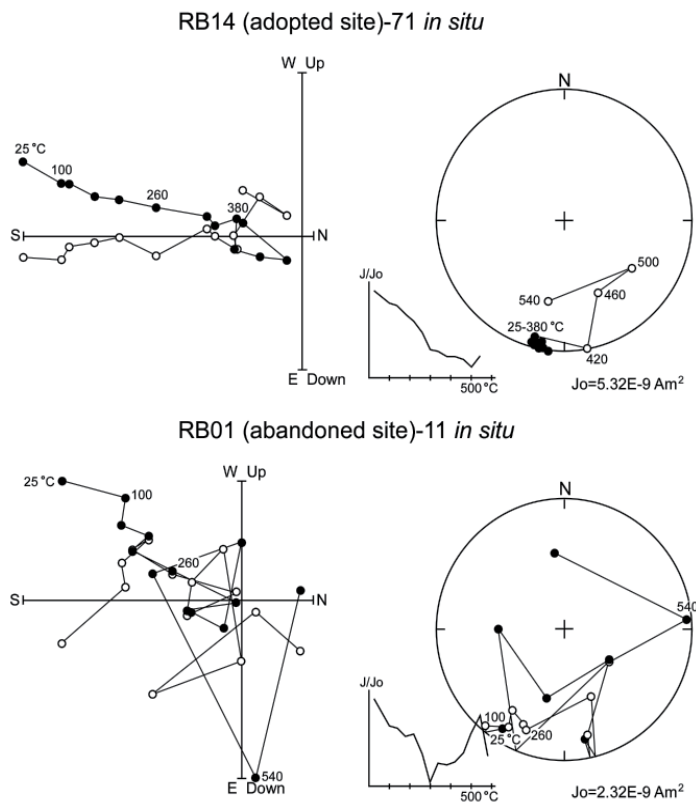 RB14 (adopted site)-71 in situ
W Up
N
25 °C
100
260
380
S
N
500
460
540
25-380 °C
420
J/Jo
500°C
E Down
Jo=5.32E-9 Am²
RB01 (abandoned site)-11 in situ
W Up
N
25 °C
100
260
S
N
540
J/Jo
100
25 °C
260
540
E Down
500°C
Jo=2.32E-9 Am²